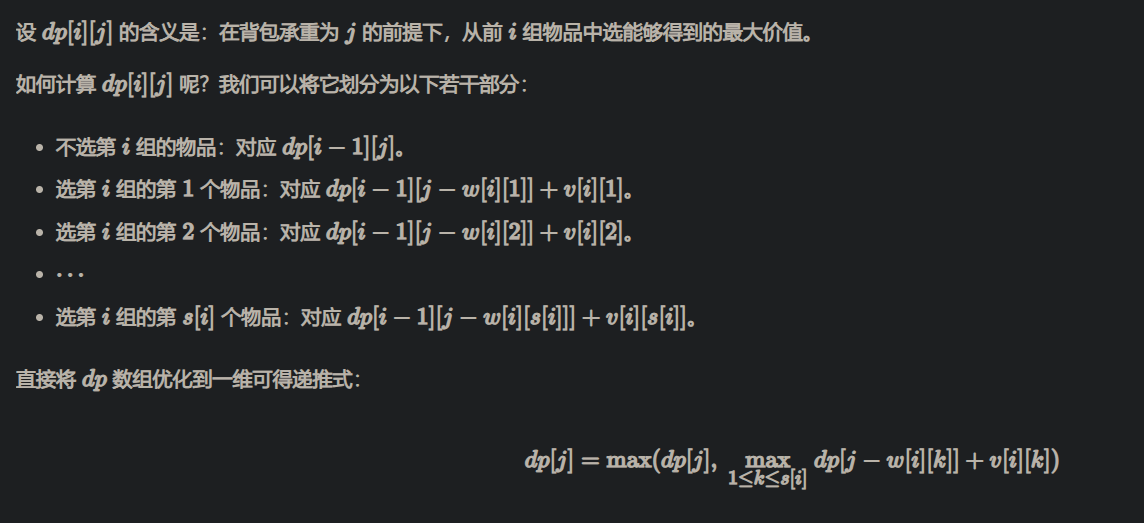 设 dp[i][j] 的含义是：在背包承重为 j 的前提下，从前 i 组物品中选能够得到的最大价值。
如何计算 dp[i][j] 呢？我们可以将它划分为以下若干部分：
• 不选第 i 组的物品：对应 dp[i − 1][j]。
• 选第 i 组的第 1 个物品：对应 dp[i − 1][j − w[i][1]] + v[i][1]。
• 选第 i 组的第 2 个物品：对应 dp[i − 1][j − w[i][2]] + v[i][2]。
• ⋯
• 选第 i 组的第 s[i] 个物品：对应 dp[i − 1][j − w[i][s[i]]] + v[i][s[i]]。
直接将 dp 数组优化到一维可得递推式：
dp[j] = max(dp[j], max_{1≤k≤s[i]} dp[j − w[i][k]] + v[i][k])